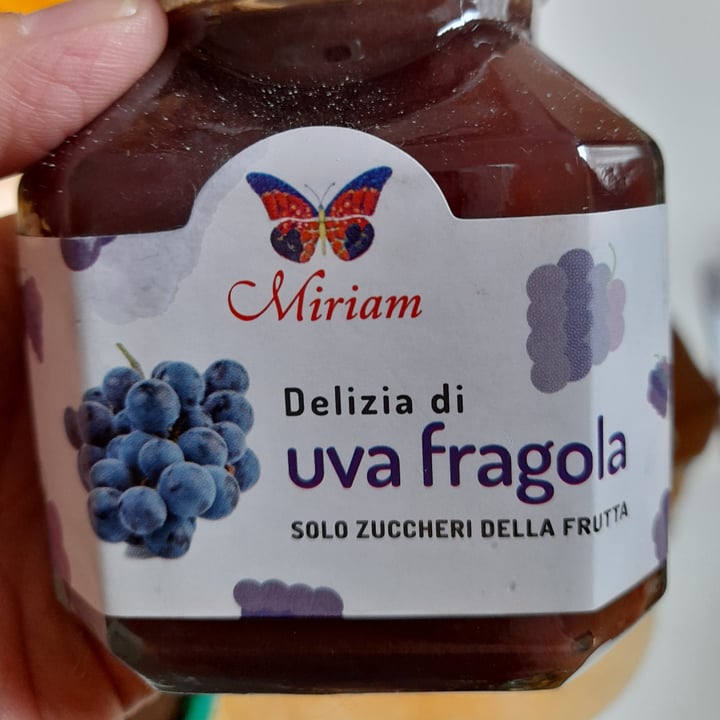 Miriam
Delizia di
uva fragola
SOLO ZUCCHERI DELLA FRUTTA